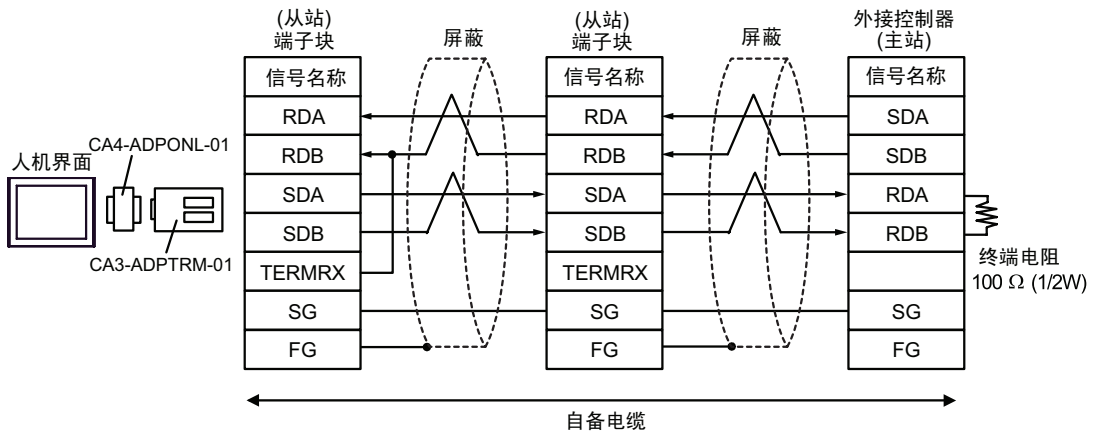 (从站)
端子块
屏蔽
(从站)
端子块
屏蔽
外接控制器
(主站)
人机界面
CA4-ADPONL-01
CA3-ADPTRM-01
信号名称
RDA
RDB
SDA
SDB
TERMRX
SG
FG
信号名称
RDA
RDB
SDA
SDB
TERMRX
SG
FG
信号名称
SDA
SDB
RDA
RDB
SG
FG
终端电阻
100 Ω (1/2W)
自备电缆